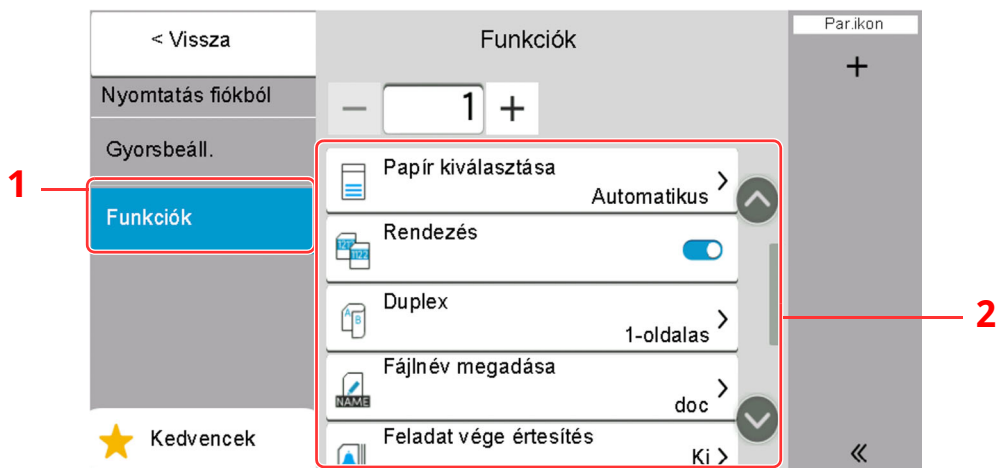 < Vissza
Funkciók
Par.ikon
+
Nyomtatás fiókból
− 1 +
Gyorsbeáll.
1
Funkciók
Papír kiválasztása
Automatikus >
Rendezés
Duplex
1-oldalas >
2
Fájlnév megadása
NAME
doc >
Kedvencek
Feladat vége értesítés
Ki >
«